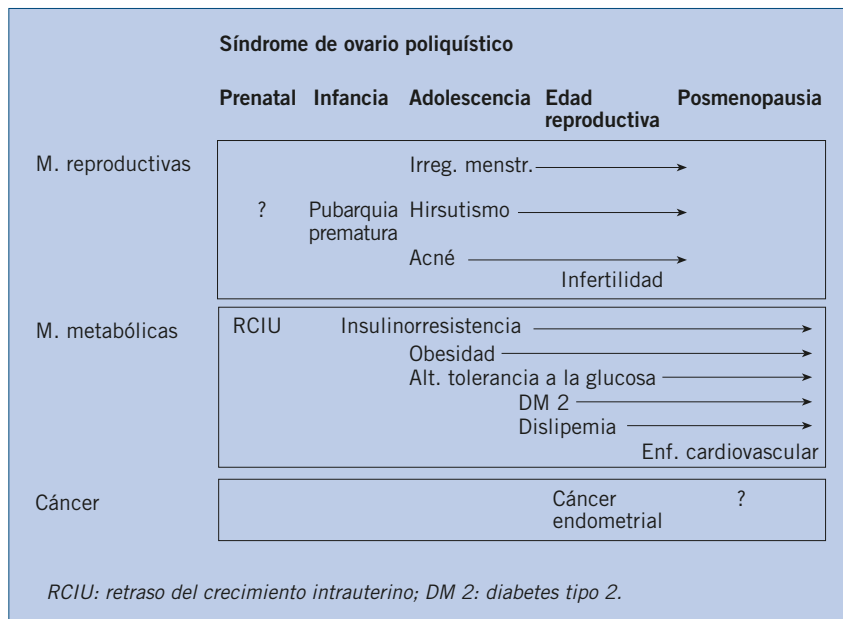 Síndrome de ovario poliquístico
Prenatal Infancia Adolescencia Edad reproductiva Posmenopausia
M. reproductivas
Irreg. menstr.
? Pubarquia prematura Hirsutismo
Acné
Infertilidad
M. metabólicas
RCIU Insulinorresistencia
Obesidad
Alt. tolerancia a la glucosa
DM 2
Dislipemia
Enf. cardiovascular
Cáncer
Cáncer endometrial ?
RCIU: retraso del crecimiento intrauterino; DM 2: diabetes tipo 2.